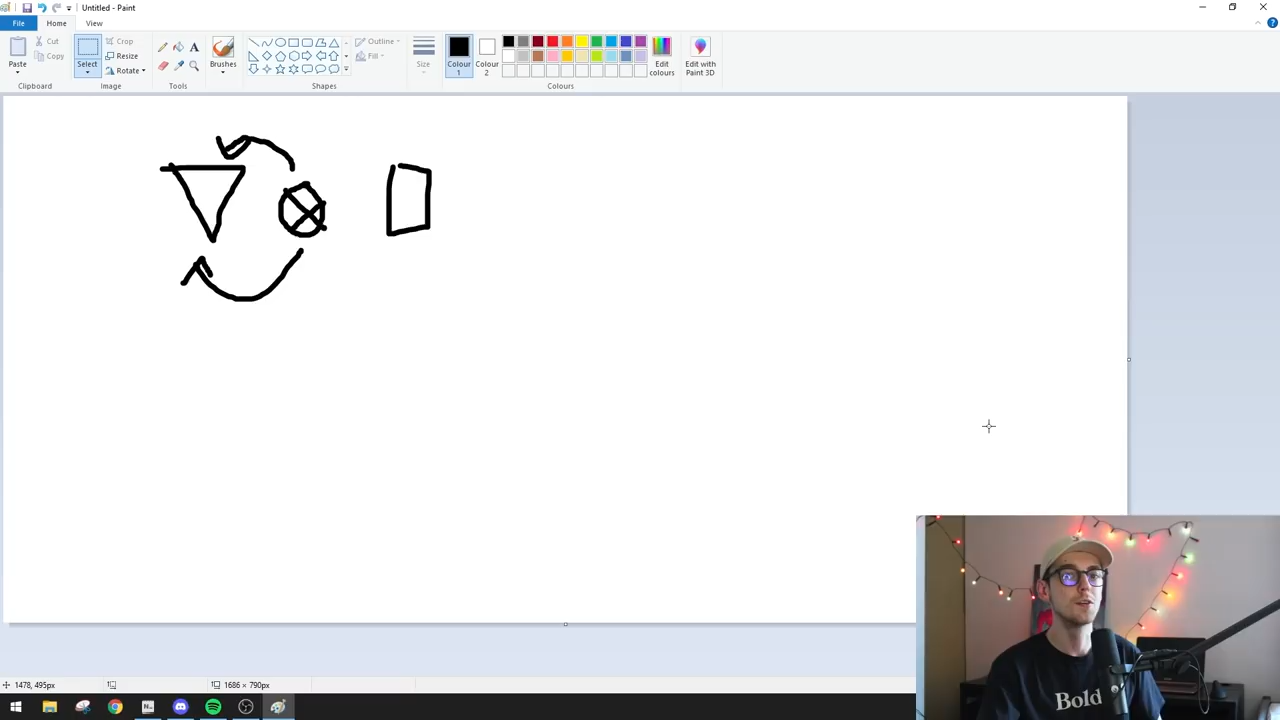 Untitled - Paint
File
Home
View
Paste
Cut
Copy
Clipboard
Select
Crop
Resize
Rotate
Image
Tools
Brushes
Shapes
Outline
Fill
Size
Colour
1
Colour
2
Edit
colours
Edit with
Paint 3D
Colours
Bold
1478, 495px
1686 × 790px